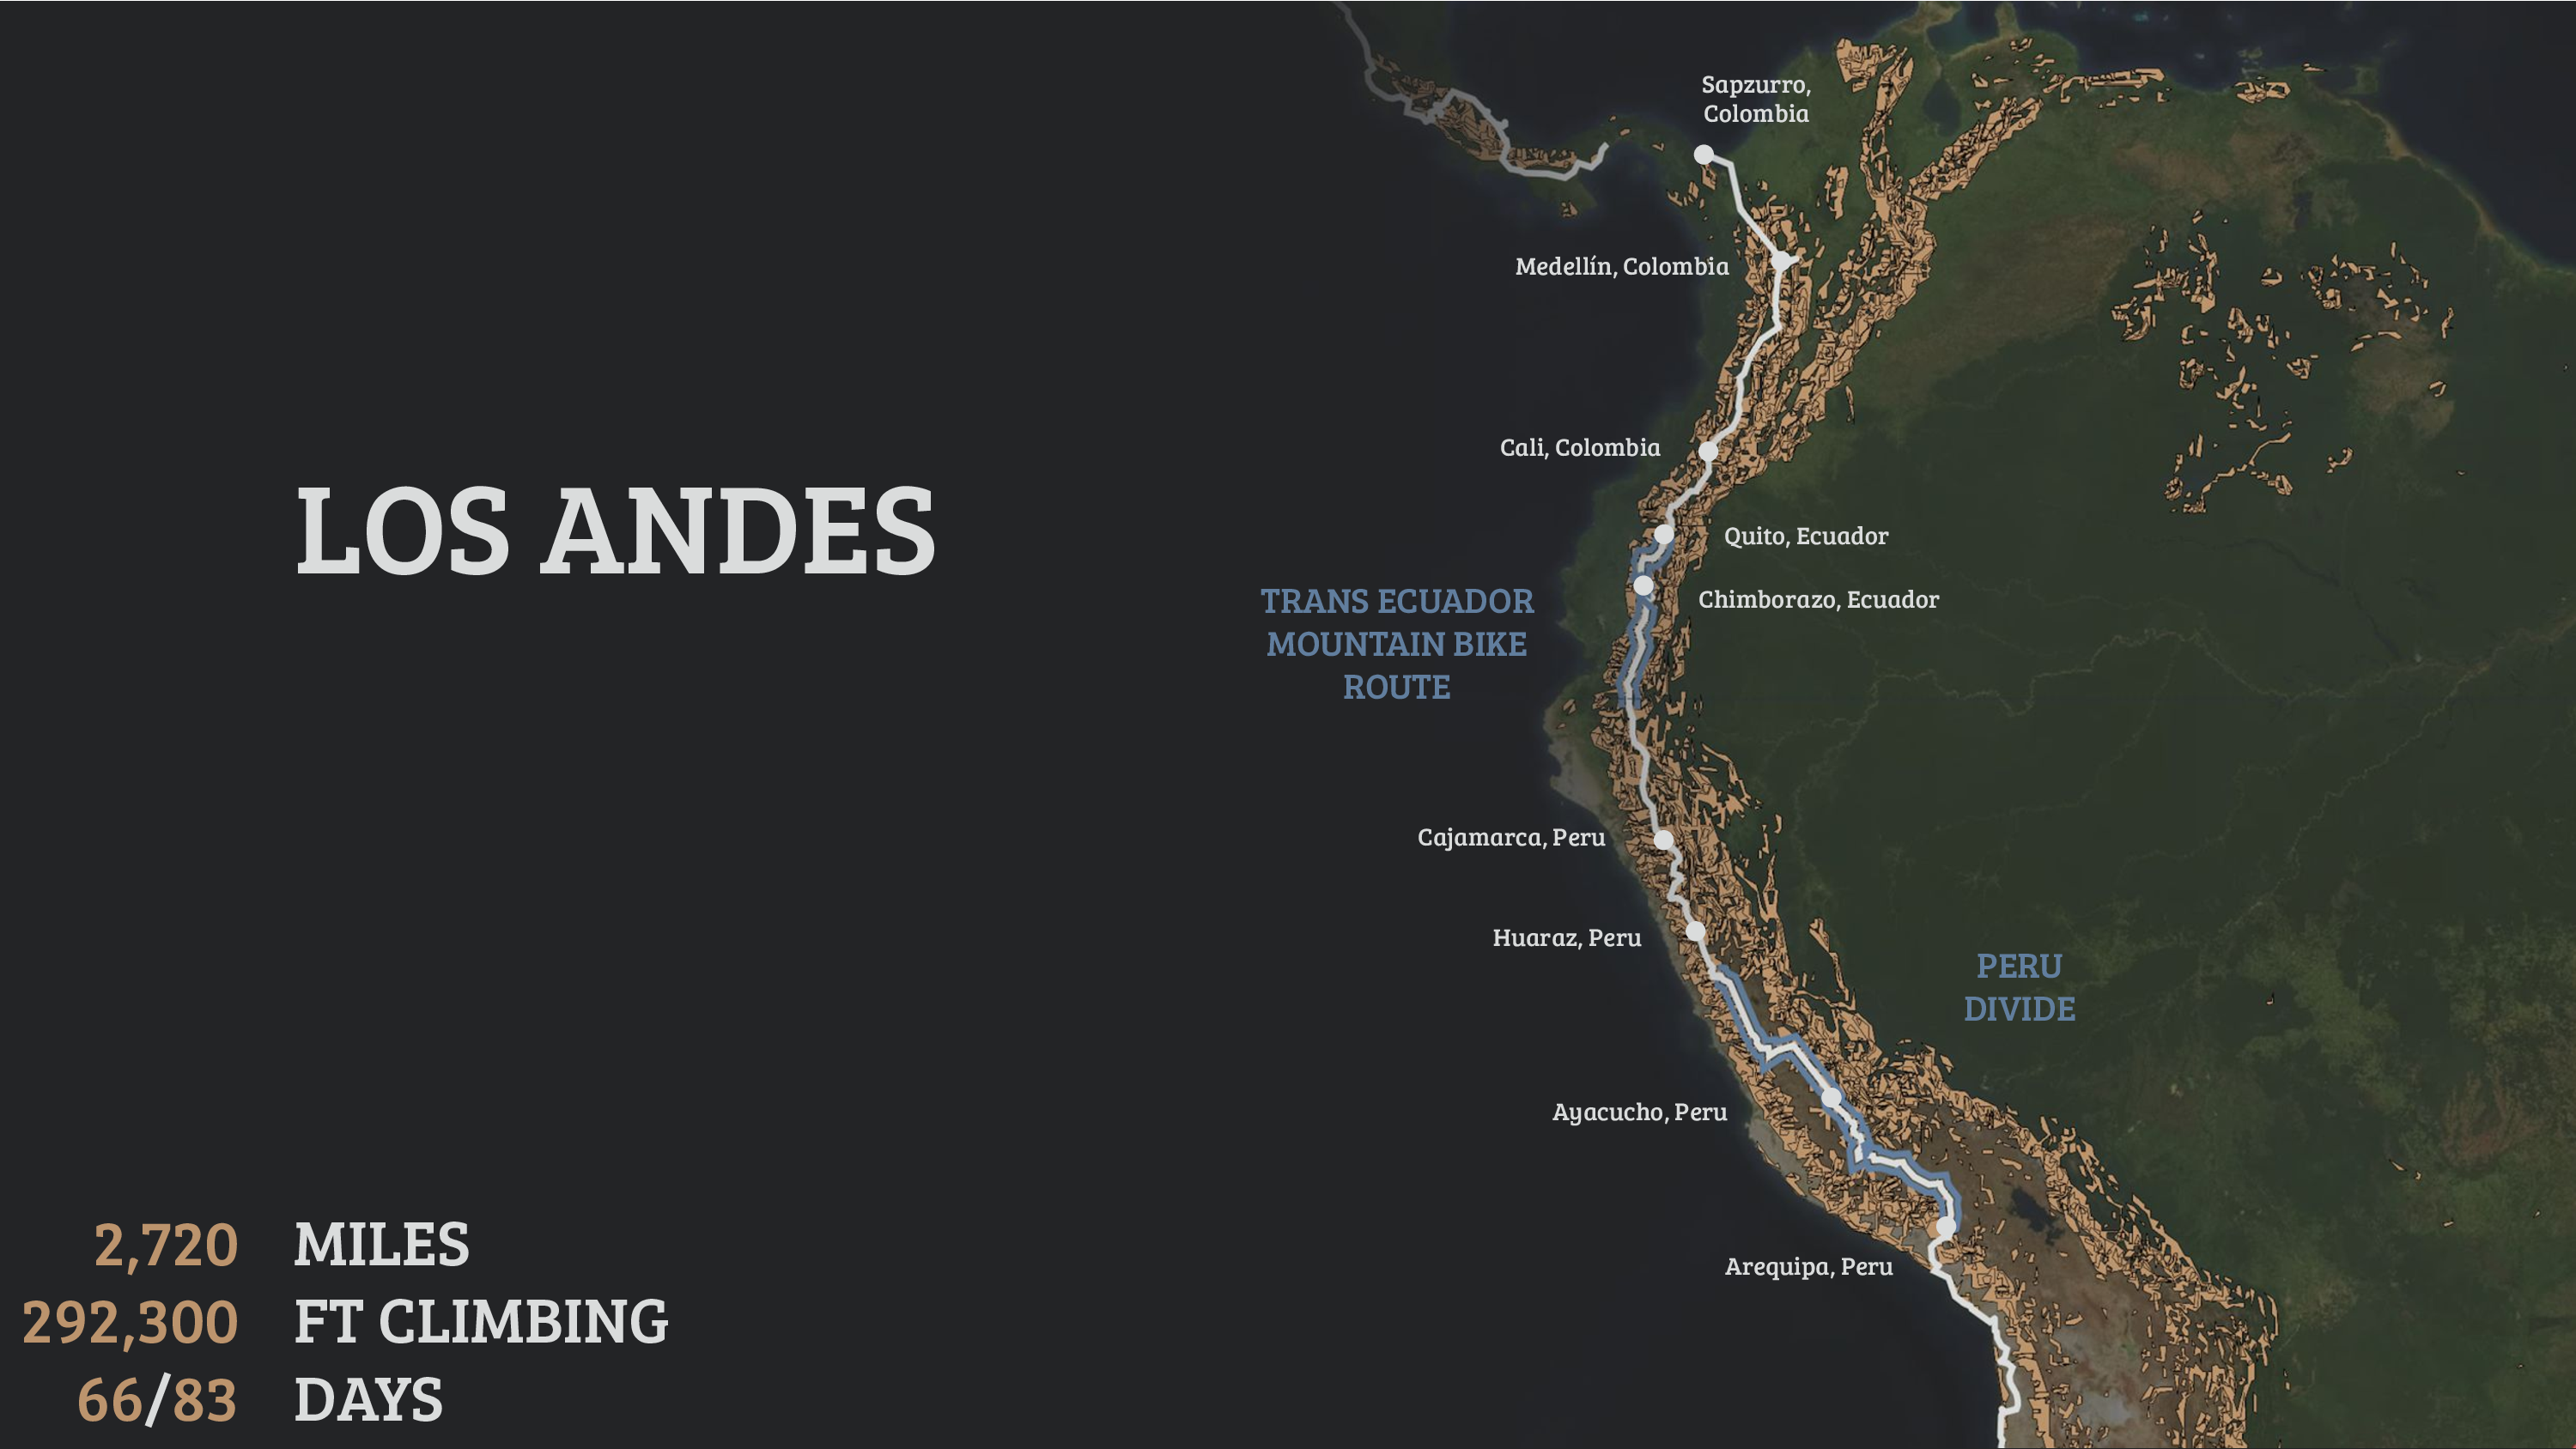 LOS ANDES
2,720 MILES
292,300 FT CLIMBING
66/83 DAYS
Sapzurro,
Colombia
Medellín, Colombia
Cali, Colombia
Quito, Ecuador
Chimborazo, Ecuador
TRANS ECUADOR
MOUNTAIN BIKE
ROUTE
Cajamarca, Peru
Huaraz, Peru
PERU
DIVIDE
Ayacucho, Peru
Arequipa, Peru